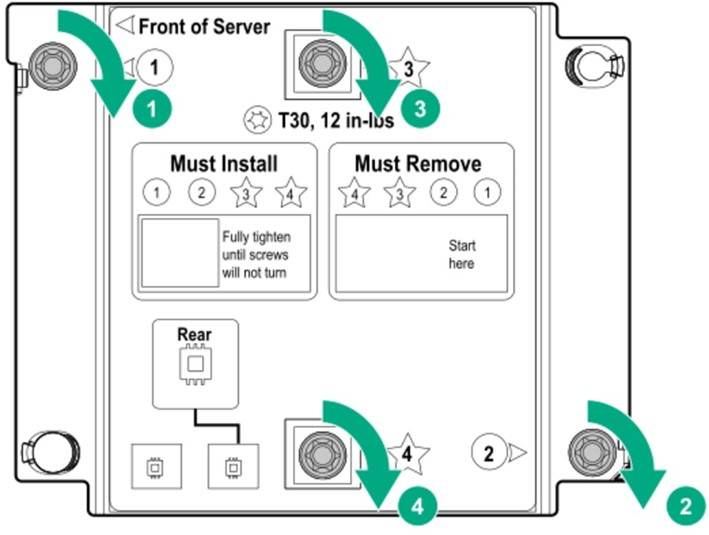 Front of Server
1
3
1
3
T30, 12 in-lbs
Must Install
1 2 3 4
Fully tighten
until screws
will not turn
Must Remove
4 3 2 1
Start
here
Rear
4
2
4
2